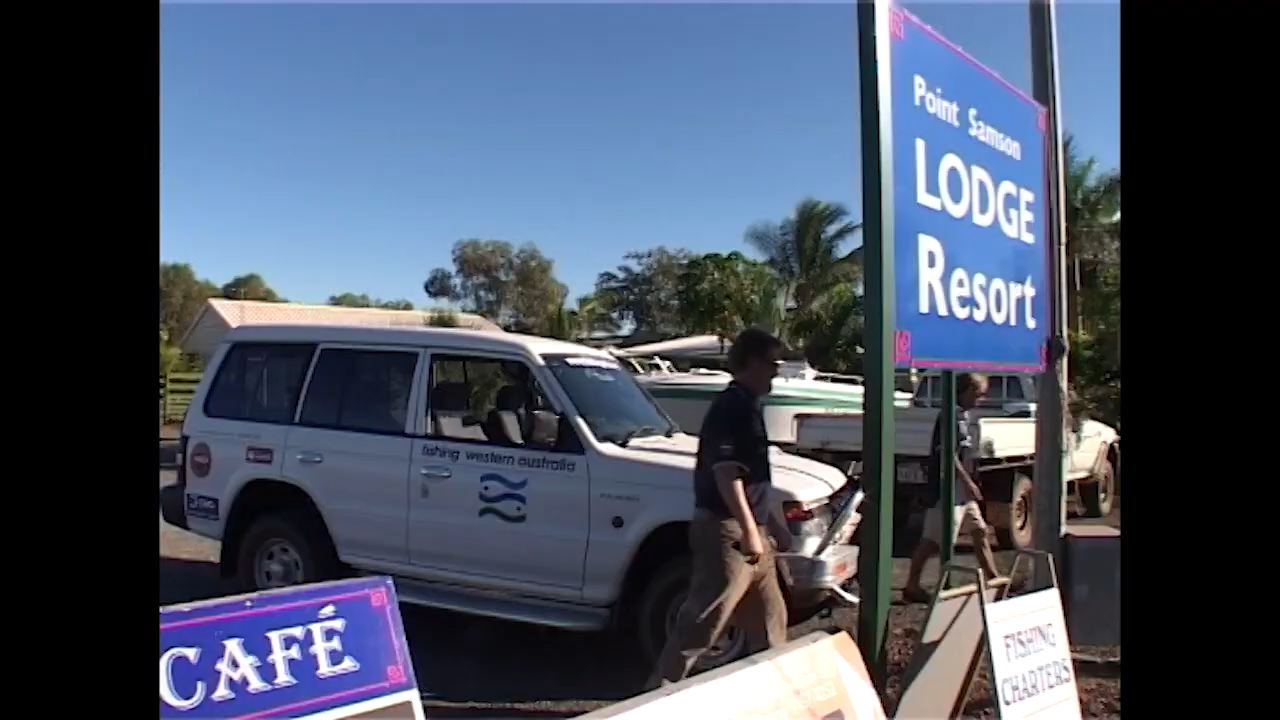 Point Samson
LODGE
Resort
fishing western australia
CAFÉ
FISHING
CHARTERS